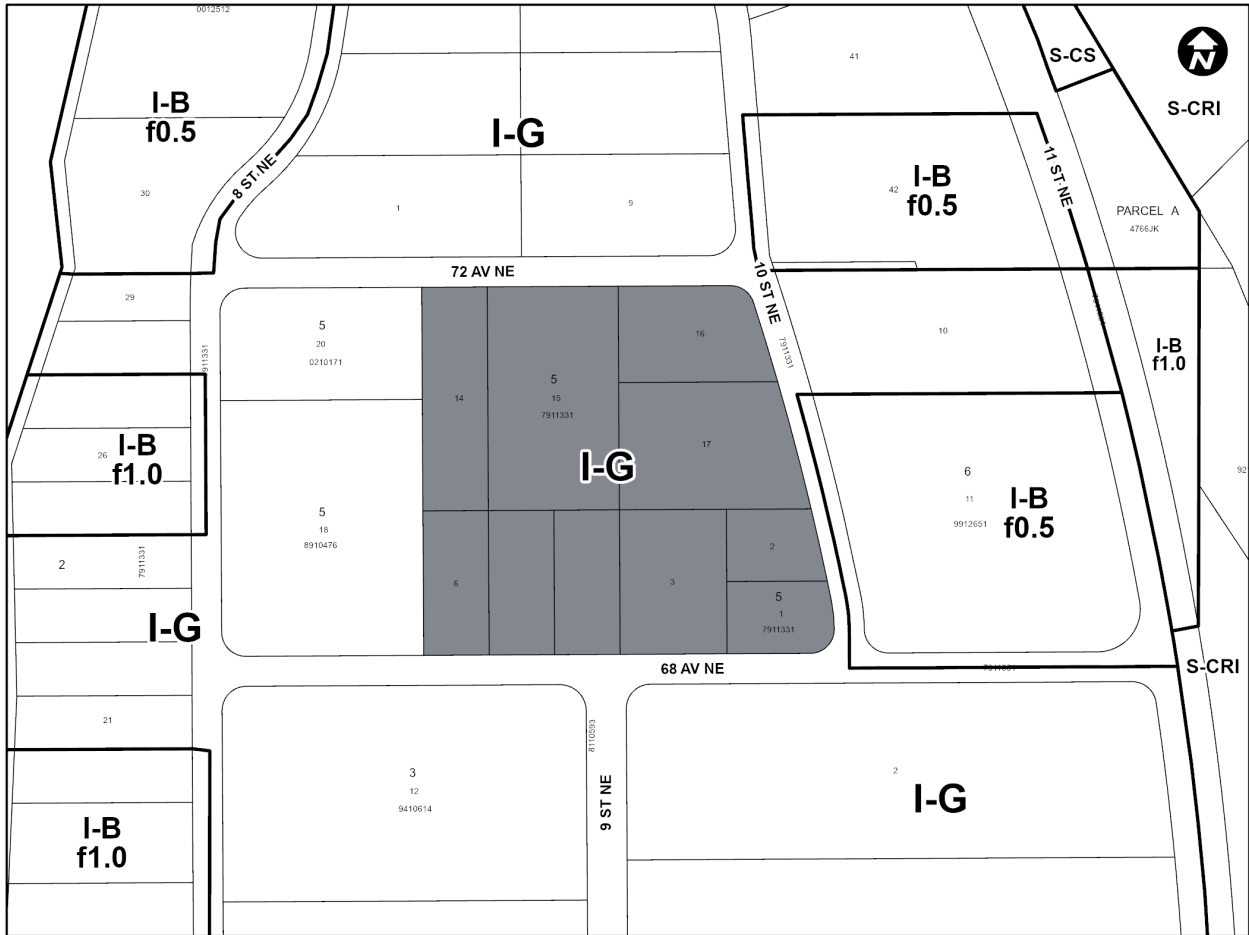 0012512
I-B
f0.5
30
8 ST NE
I-G
1
9
41
S-CS
N
S-CRI
I-B
f0.5
42
11 ST NE
PARCEL A
4766JK
72 AV NE
10 ST NE
7911331
29
5
20
0210171
7911331
14
5
15
7911331
16
17
10
I-B
f1.0
26
I-B
f1.0
I-G
5
18
8910476
6
11
9912651
I-B
f0.5
92
2
7911331
6
3
2
5
1
7911331
I-G
68 AV NE
S-CRI
21
3
12
9410614
8110593
9 ST NE
2
I-G
I-B
f1.0